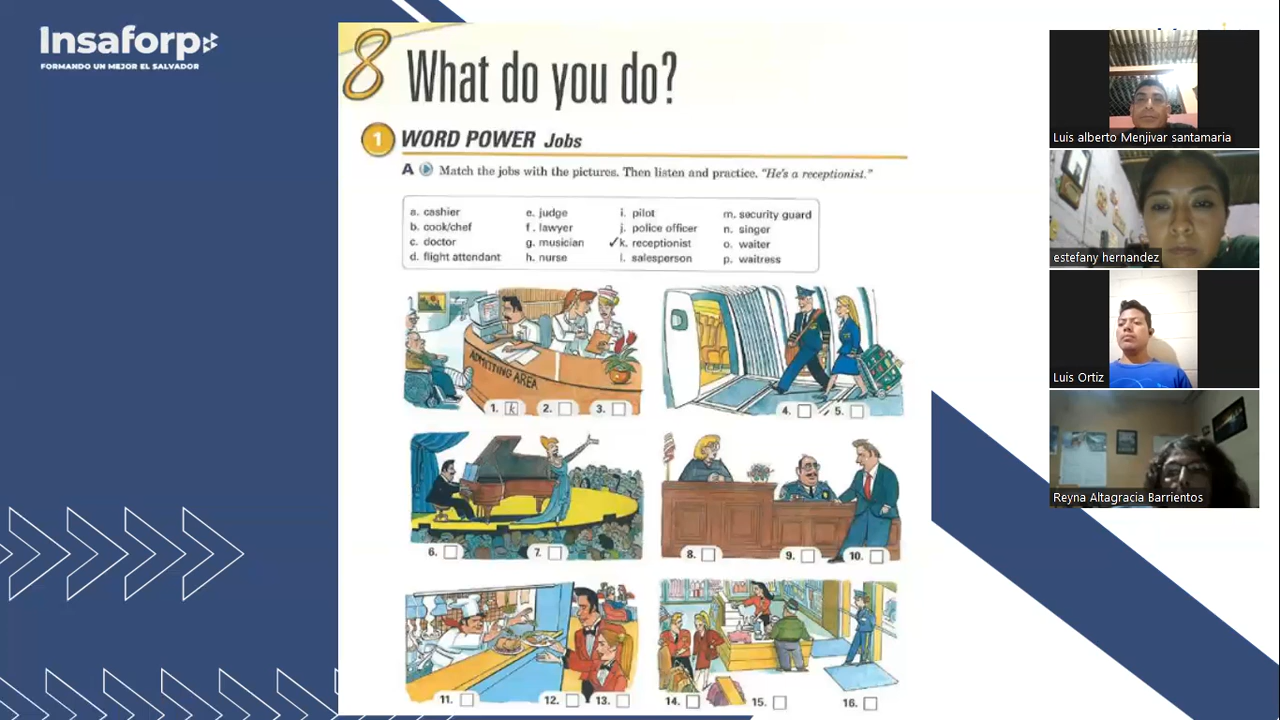 Insaforp
FORMANDO UN MEJOR EL SALVADOR
8 What do you do?
1 WORD POWER Jobs
A Match the jobs with the pictures. Then listen and practice. "He's a receptionist."
a. cashier
b. cook/chef
c. doctor
d. flight attendant
e. judge
f. lawyer
g. musician
h. nurse
i. pilot
j. police officer
✓k. receptionist
l. salesperson
m. security guard
n. singer
o. waiter
p. waitress
ADMITTING AREA
1. k 2. 3.
4. 5.
6. 7.
8. 9. 10.
11. 12. 13.
14. 15. 16.
Luis alberto Menjivar santamaria
estefany hernandez
Luis Ortiz
Reyna Altagracia Barrientos